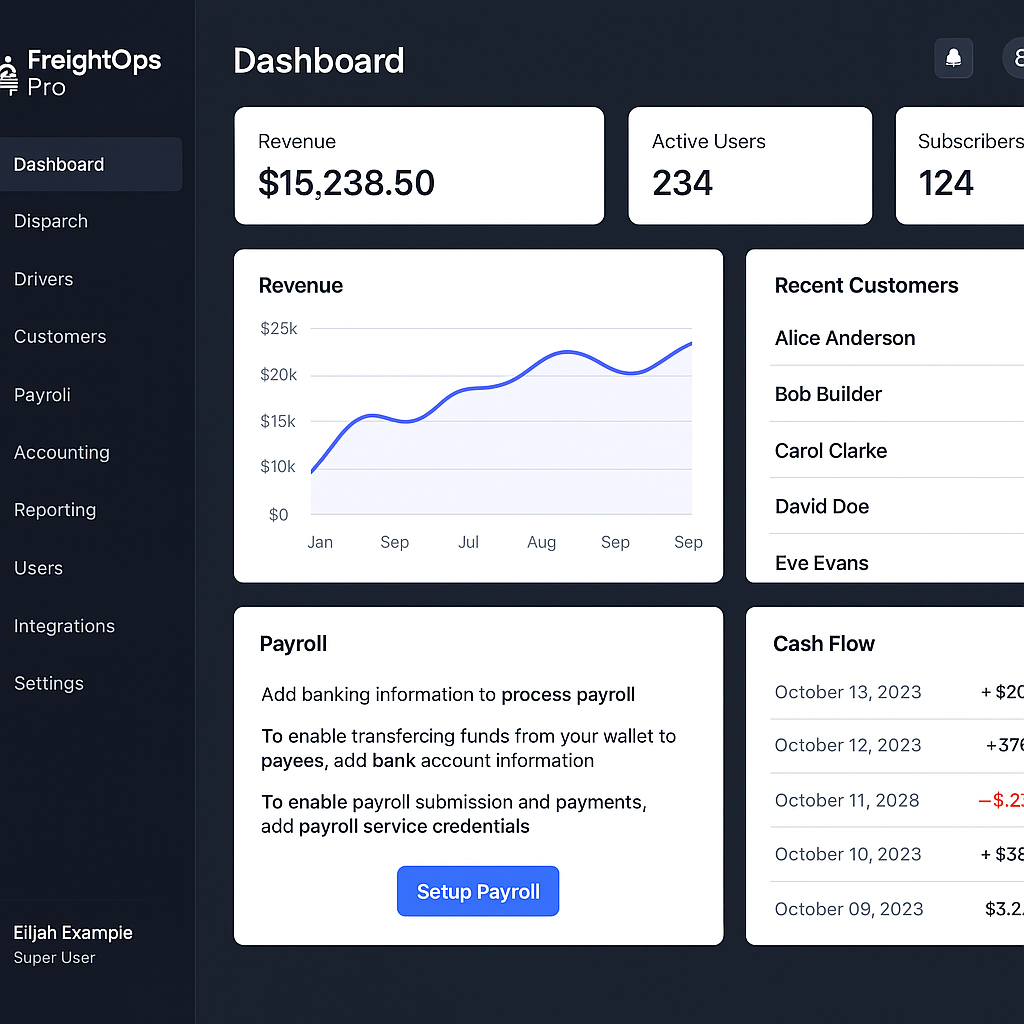 FreightOps
Pro
Dashboard
Disparch
Drivers
Customers
Payroli
Accounting
Reporting
Users
Integrations
Settings
Eiljah Exampie
Super User
Dashboard
Revenue
$15,238.50
Active Users
234
Subscribers
124
Revenue
$25k
$20k
$15k
$10k
$0
Jan Sep Jul Aug Sep Sep
Recent Customers
Alice Anderson
Bob Builder
Carol Clarke
David Doe
Eve Evans
Payroll
Add banking information to process payroll
To enable transfercing funds from your wallet to
payees, add bank account information
To enable payroll submission and payments,
add payroll service credentials
Setup Payroll
Cash Flow
October 13, 2023 + $20
October 12, 2023 +376
October 11, 2028 −$.23
October 10, 2023 + $38
October 09, 2023 $3.2